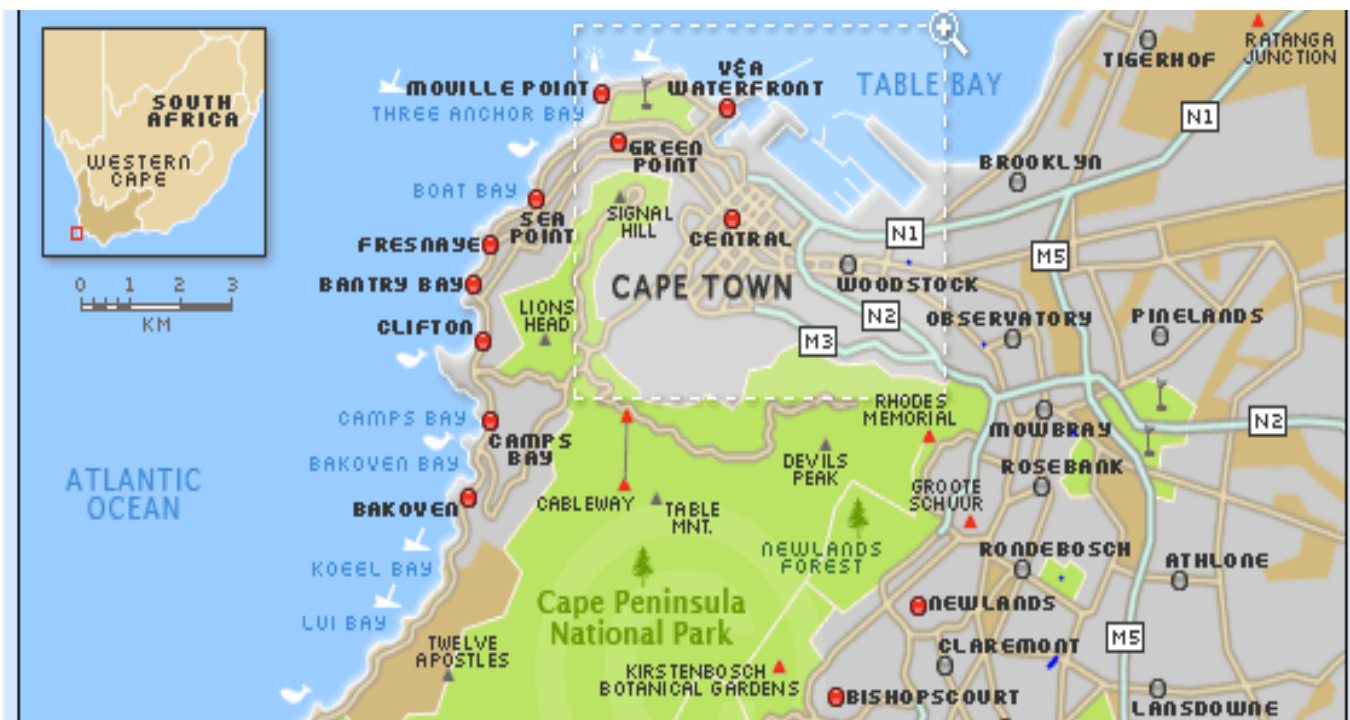 SOUTH
AFRICA
WESTERN
CAPE
0 1 2 3
KM
MOUILLE POINT
THREE ANCHOR BAY
V&A
WATERFRONT
TABLE BAY
TIGERHOF
RATANGA
JUNCTION
N1
GREEN
POINT
BROOKLYN
BOAT BAY
SEA
POINT
SIGNAL
HILL
CENTRAL
FRESNAYE
N1
M5
BANTRY BAY
CAPE TOWN
WOODSTOCK
LIONS
HEAD
CLIFTON
N2
OBSERVATORY
PINELANDS
M3
CAMPS BAY
CAMPS
BAY
RHODES
MEMORIAL
MOWBRAY
N2
BAKOVEN BAY
DEVILS
PEAK
ROSEBANK
ATLANTIC
OCEAN
BAKOVEN
CABLEWAY
TABLE
MNT.
GROOTE
SCHUUR
KOEEL BAY
NEWLANDS
FOREST
RONDEBOSCH
ATHLONE
LUI BAY
Cape Peninsula
National Park
NEWLANDS
TWELVE
APOSTLES
CLAREMONT
M5
KIRSTENBOSCH
BOTANICAL GARDENS
BISHOPSCOURT
LANSDOWNE